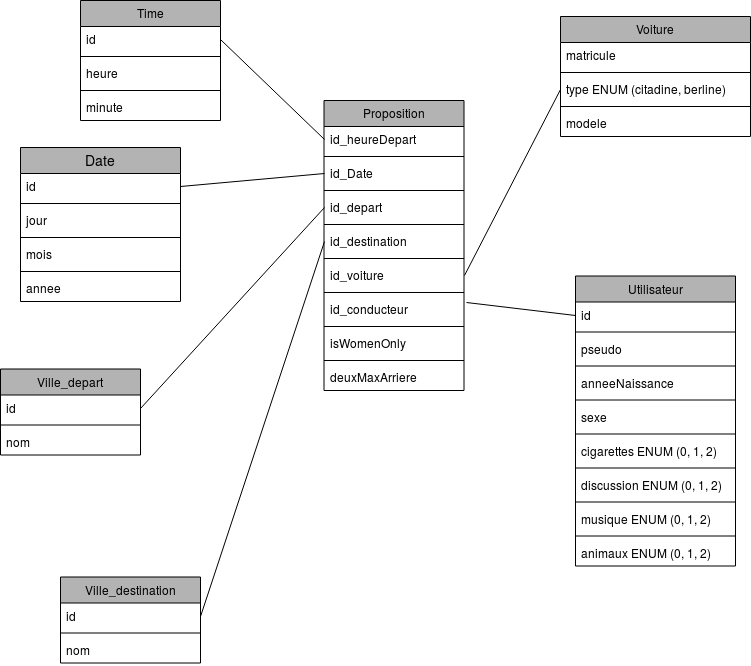 Time
id
heure
minute
Date
id
jour
mois
annee
Ville_depart
id
nom
Ville_destination
id
nom
Proposition
id_heureDepart
id_Date
id_depart
id_destination
id_voiture
id_conducteur
isWomenOnly
deuxMaxArriere
Voiture
matricule
type ENUM (citadine, berline)
modele
Utilisateur
id
pseudo
anneeNaissance
sexe
cigarettes ENUM (0, 1, 2)
discussion ENUM (0, 1, 2)
musique ENUM (0, 1, 2)
animaux ENUM (0, 1, 2)